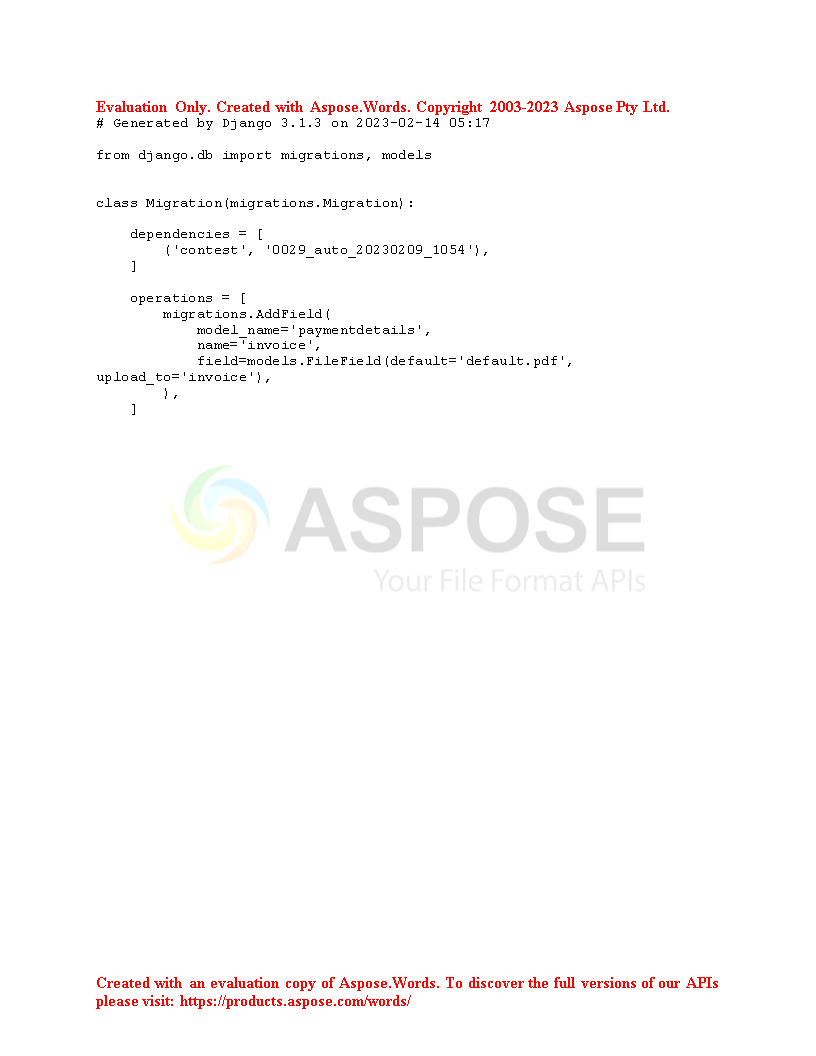 Evaluation Only. Created with Aspose.Words. Copyright 2003-2023 Aspose Pty Ltd.
# Generated by Django 3.1.3 on 2023-02-14 05:17

from django.db import migrations, models


class Migration(migrations.Migration):

    dependencies = [
        ('contest', '0029_auto_20230209_1054'),
    ]

    operations = [
        migrations.AddField(
            model_name='paymentdetails',
            name='invoice',
            field=models.FileField(default='default.pdf',
upload_to='invoice'),
        ),
    ]
ASPOSE
Your File Format APIs
Created with an evaluation copy of Aspose.Words. To discover the full versions of our APIs
please visit: https://products.aspose.com/words/